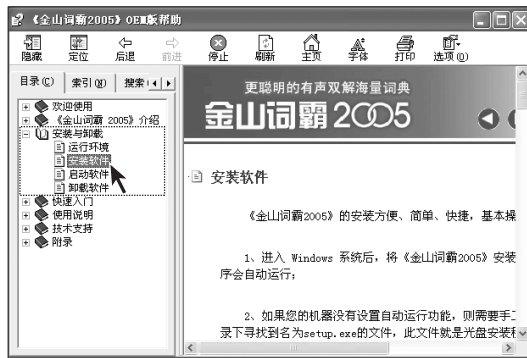 《金山词霸2005》OEM版帮助
隐藏 定位 后退 前进 停止 刷新 主页 字体 打印 选项(O)
目录(C) 索引(N) 搜索
欢迎使用
《金山词霸 2005》介绍
安装与卸载
运行环境
安装软件
启动软件
卸载软件
快速入门
使用说明
技术支持
附录
更聪明的有声双解海量词典
金山词霸2005
安装软件
《金山词霸2005》的安装方便、简单、快捷,基本操
1、进入 Windows 系统后,将《金山词霸2005》安装
序会自动运行;
2、如果您的机器没有设置自动运行功能,则需要手工
录下寻找到名为setup.exe的文件,此文件就是光盘安装程